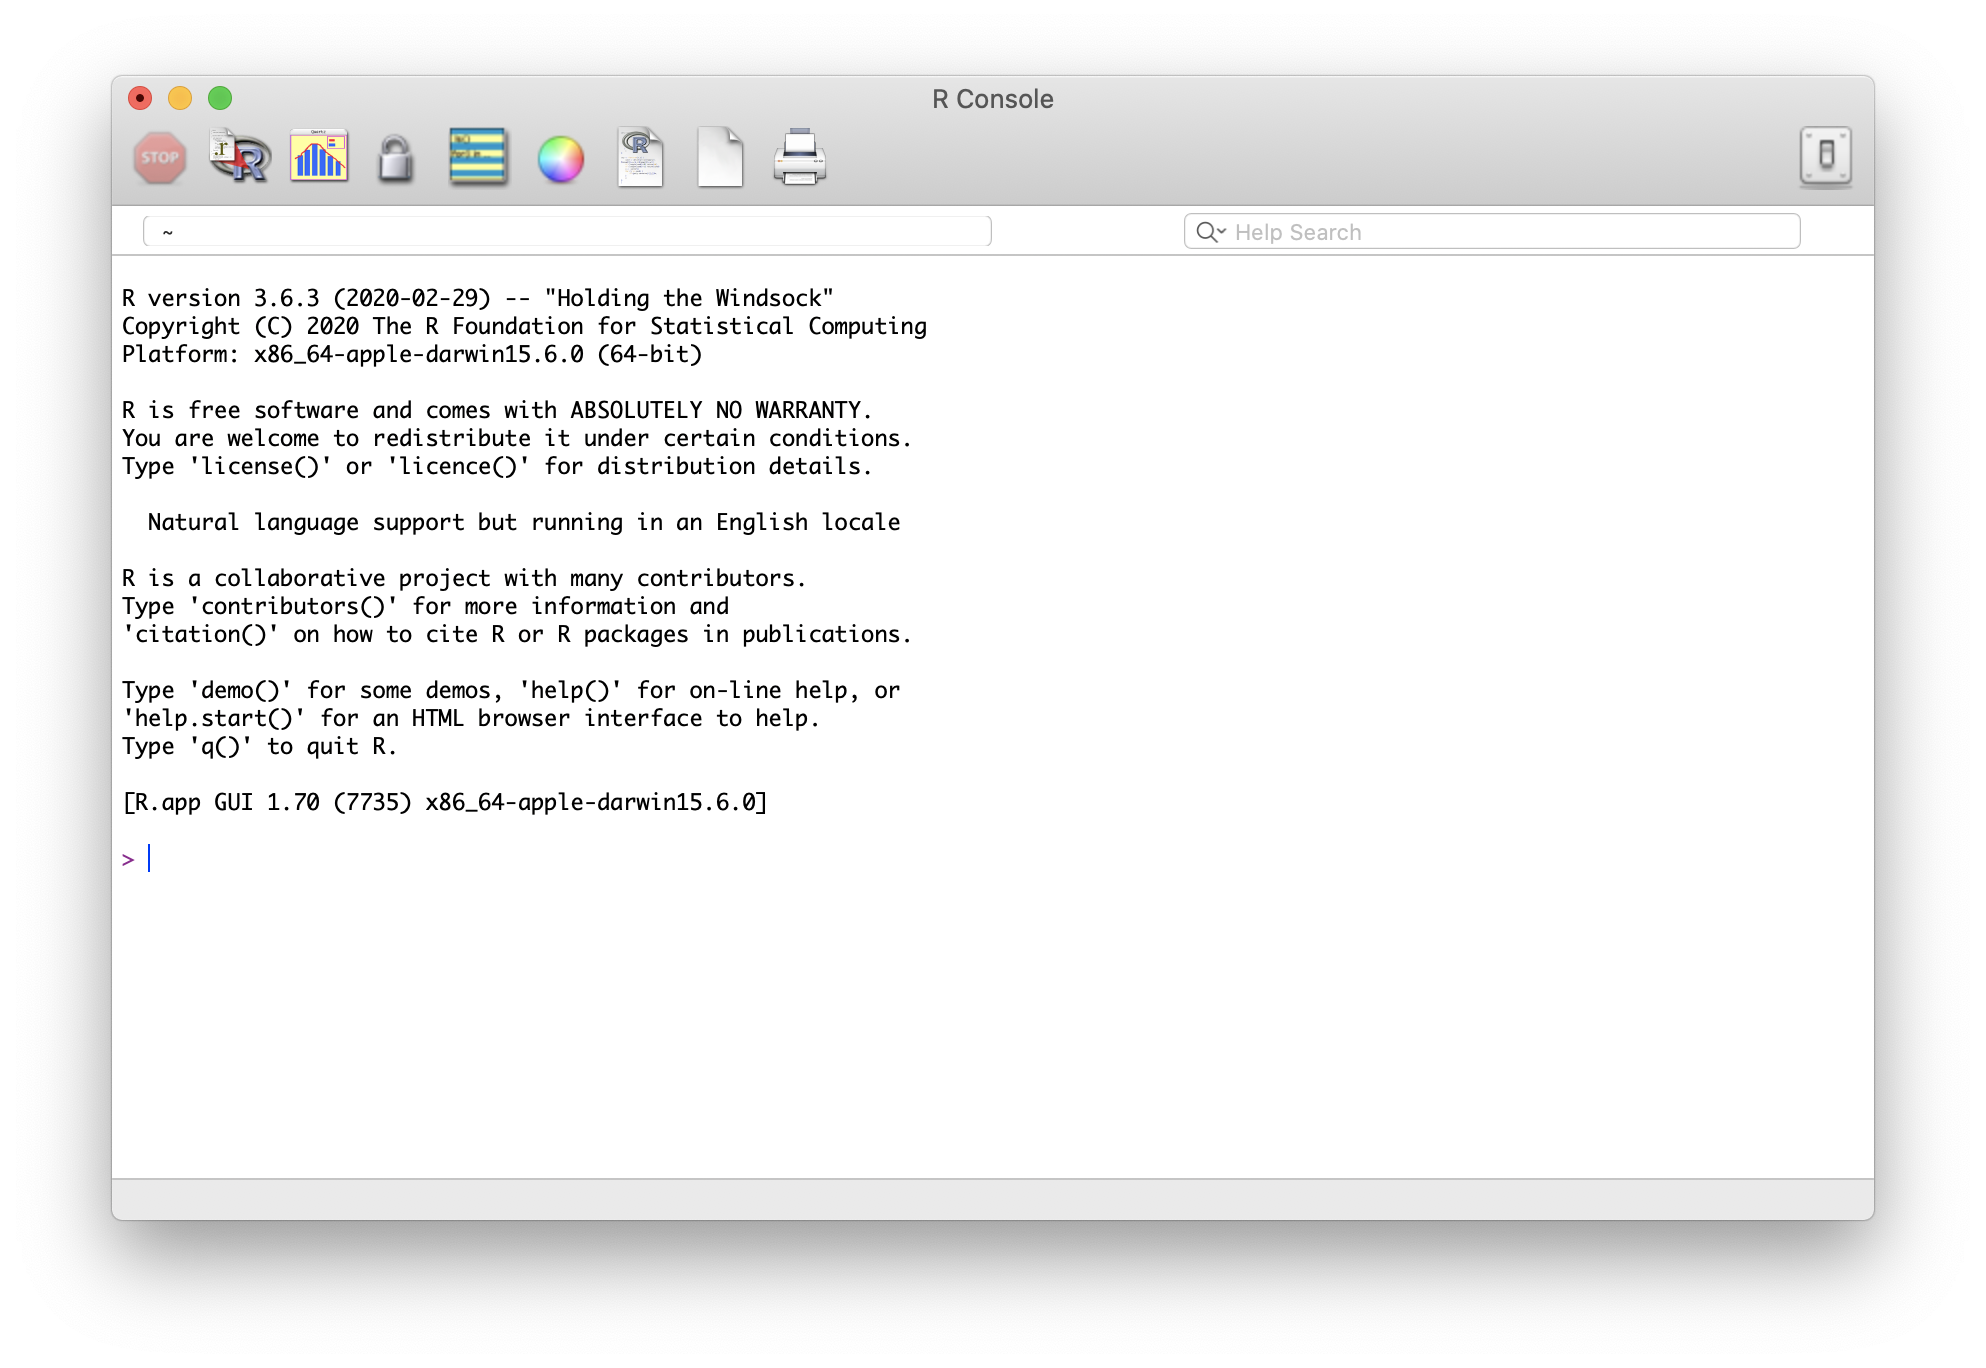 R Console
STOP
~
Help Search
R version 3.6.3 (2020-02-29) -- "Holding the Windsock"
Copyright (C) 2020 The R Foundation for Statistical Computing
Platform: x86_64-apple-darwin15.6.0 (64-bit)
R is free software and comes with ABSOLUTELY NO WARRANTY.
You are welcome to redistribute it under certain conditions.
Type 'license()' or 'licence()' for distribution details.
Natural language support but running in an English locale
R is a collaborative project with many contributors.
Type 'contributors()' for more information and
'citation()' on how to cite R or R packages in publications.
Type 'demo()' for some demos, 'help()' for on-line help, or
'help.start()' for an HTML browser interface to help.
Type 'q()' to quit R.
[R.app GUI 1.70 (7735) x86_64-apple-darwin15.6.0]
>